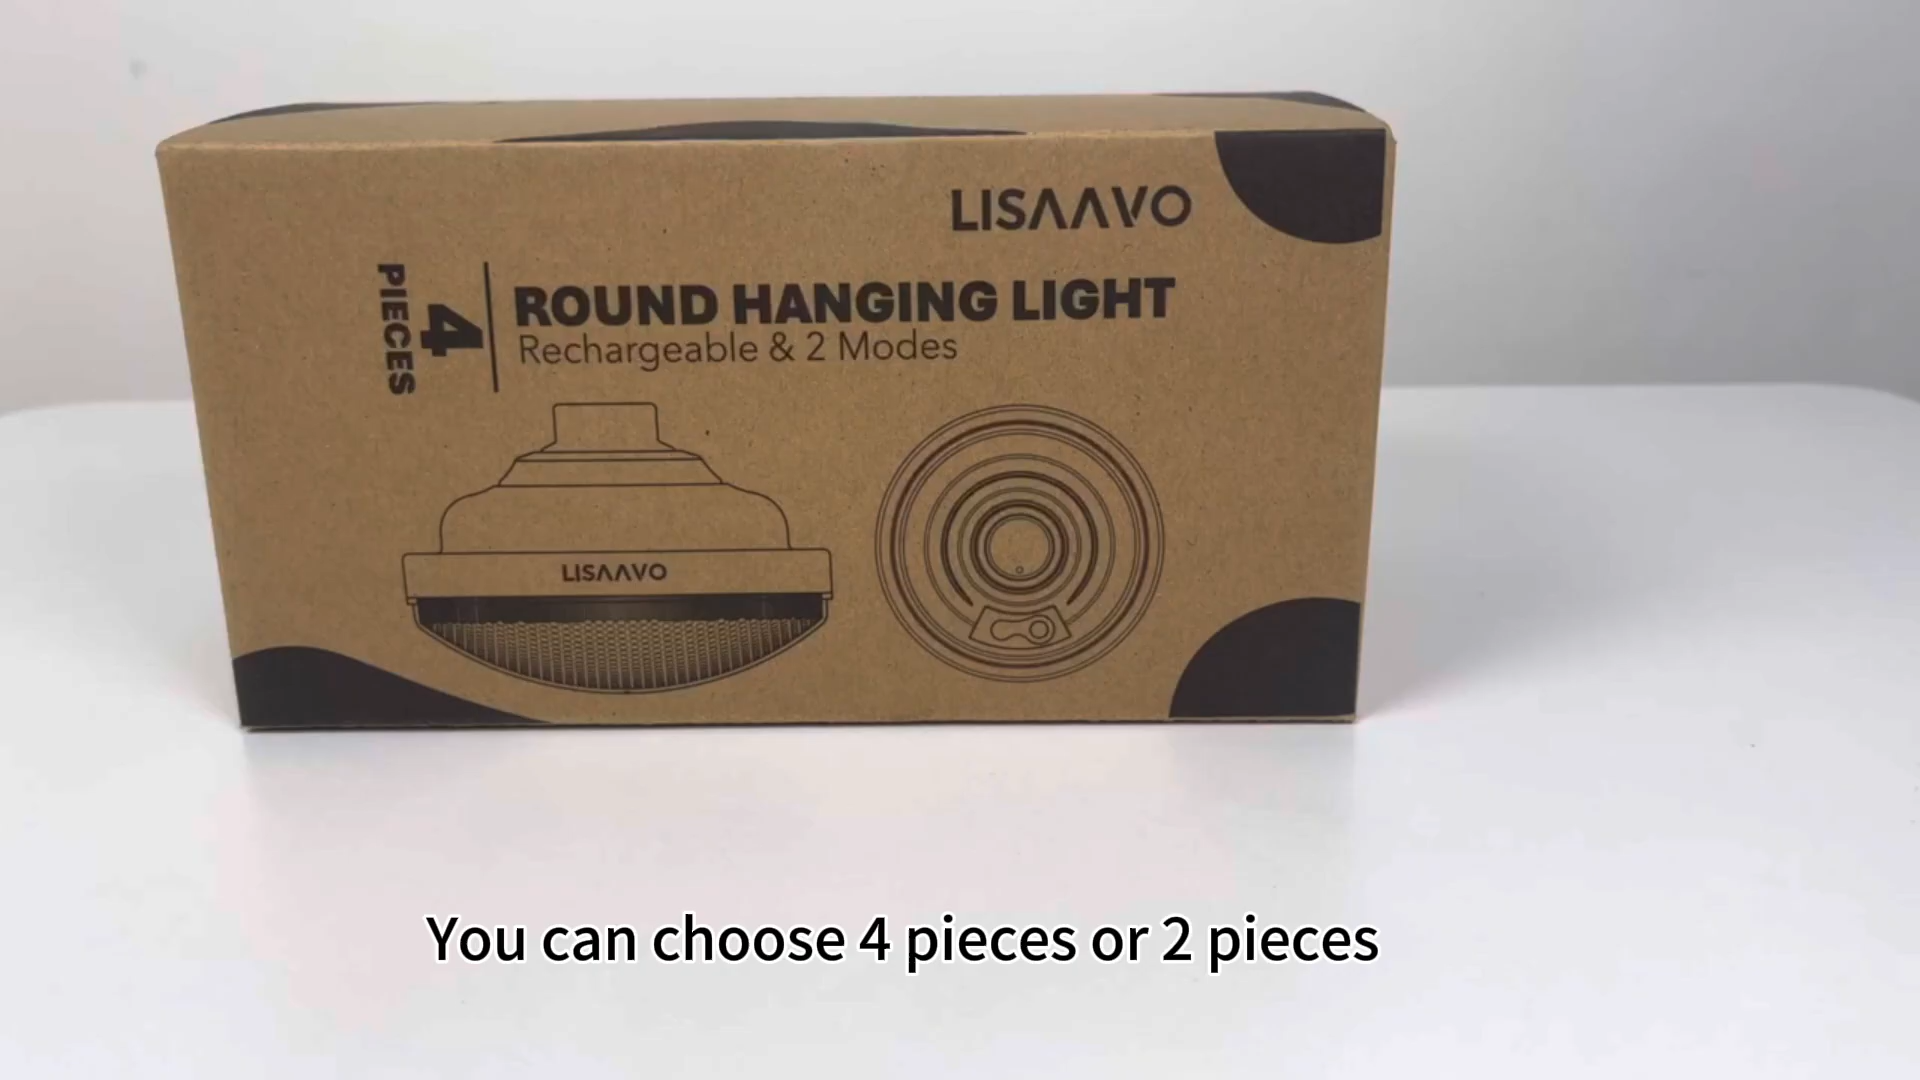 LISAAVO
4
PIECES
ROUND HANGING LIGHT
Rechargeable & 2 Modes
LISAAVO
You can choose 4 pieces or 2 pieces